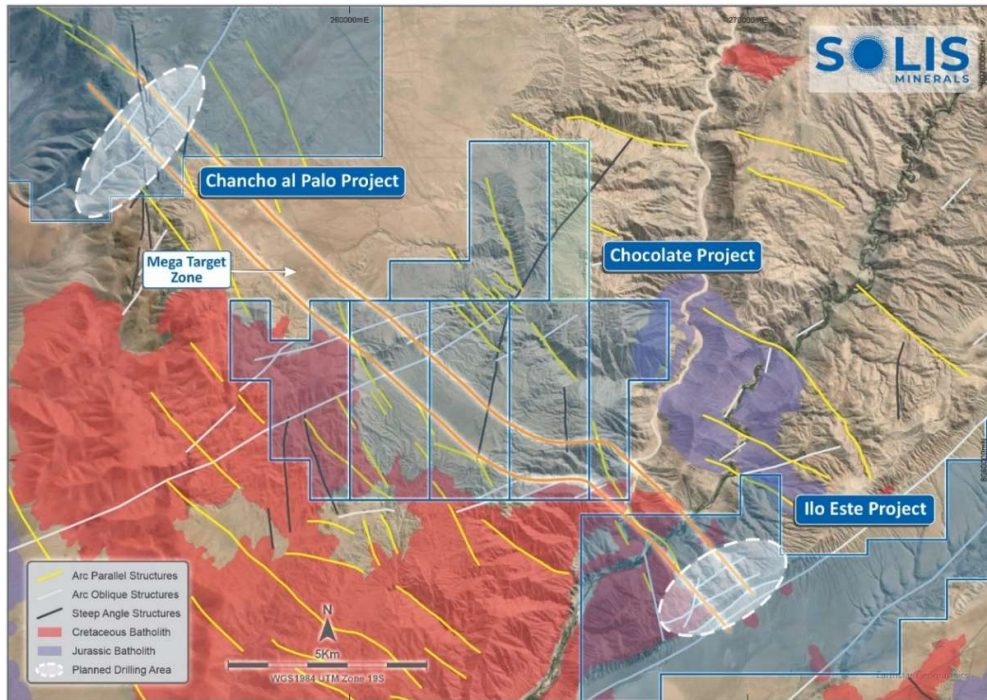 260000mE
270000mE
SOLIS
MINERALS
Chancho al Palo Project
Mega Target
Zone
Chocolate Project
Ilo Este Project
Arc Parallel Structures
Arc Oblique Structures
Steep Angle Structures
Cretaceous Batholith
Jurassic Batholith
Planned Drilling Area
N
5Km
WGS1984 UTM Zone 19S